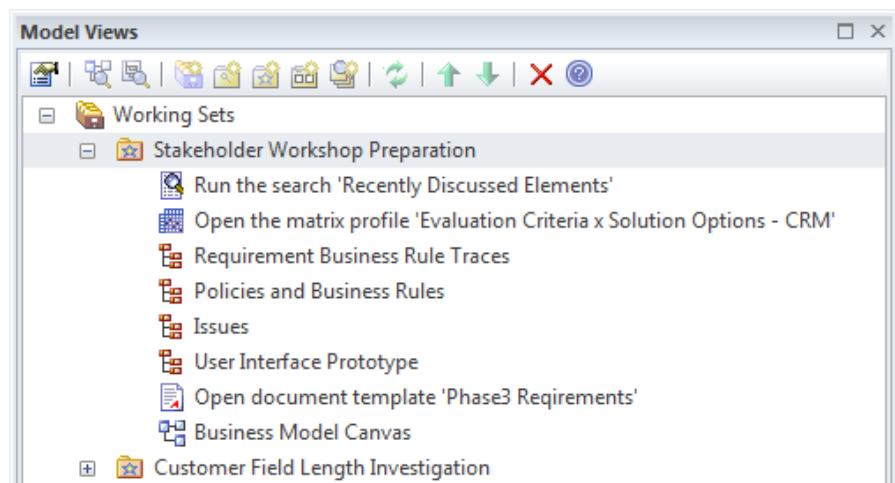 Model Views
Working Sets
Stakeholder Workshop Preparation
Run the search 'Recently Discussed Elements'
Open the matrix profile 'Evaluation Criteria x Solution Options - CRM'
Requirement Business Rule Traces
Policies and Business Rules
Issues
User Interface Prototype
Open document template 'Phase3 Reqirements'
Business Model Canvas
Customer Field Length Investigation